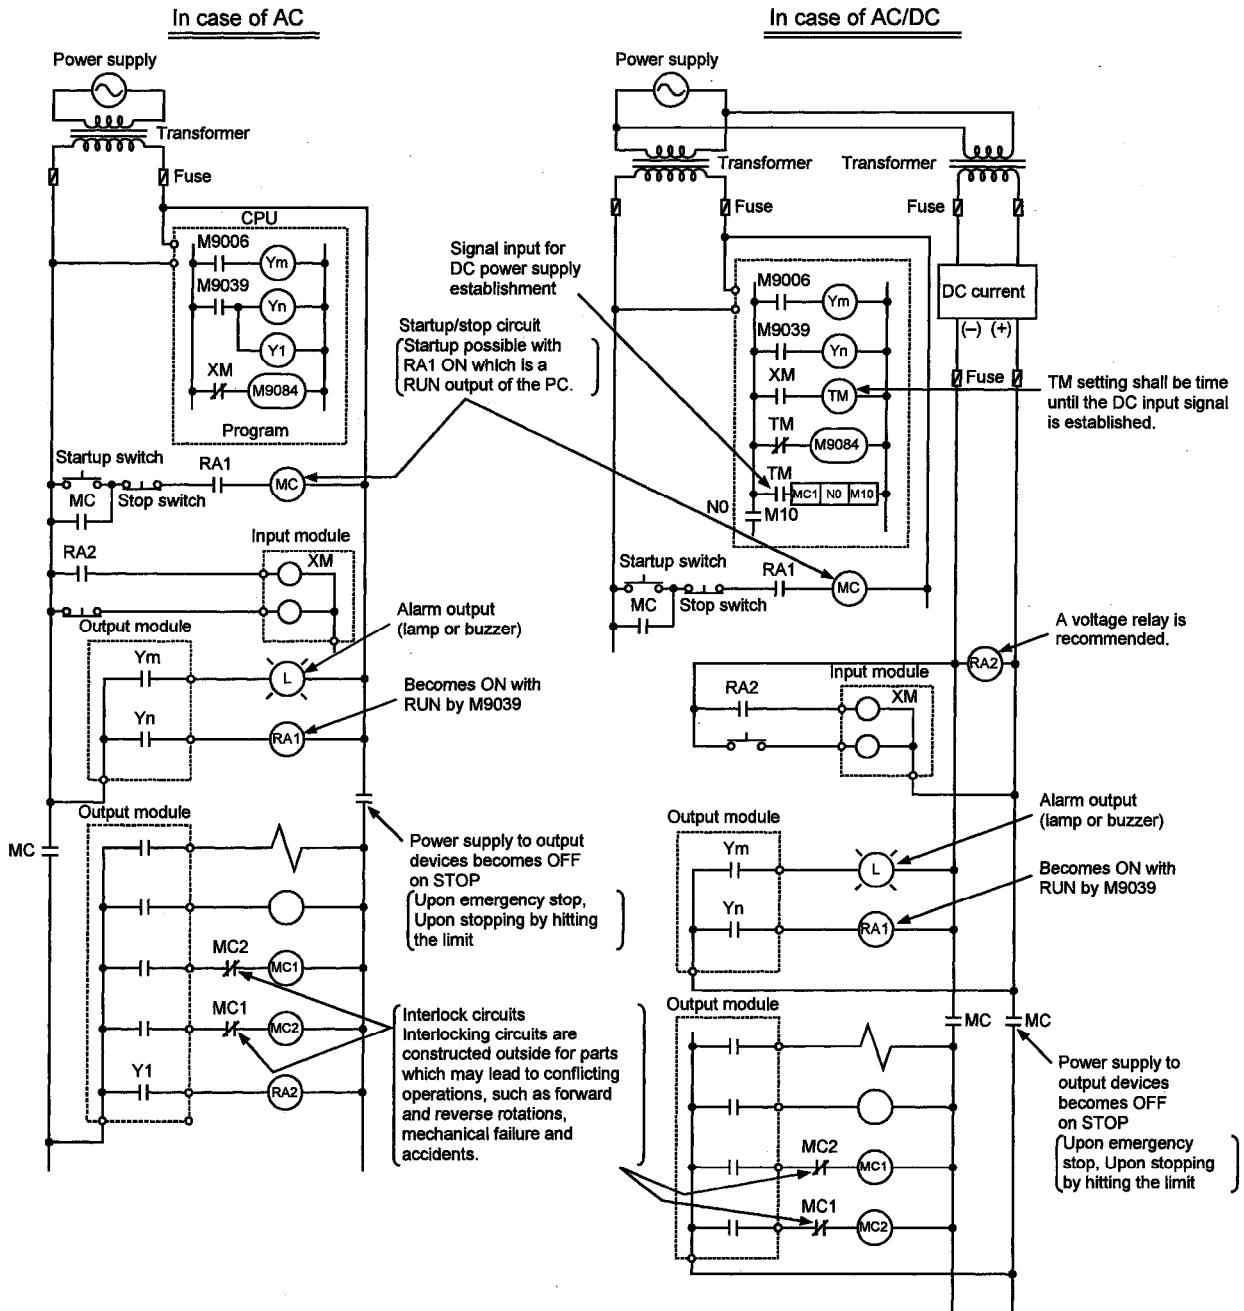 In case of AC
Power supply
Transformer
Fuse
CPU
M9006
Ym
M9039
Yn
Y1
XM
M9084
Program
Startup/stop circuit
Startup possible with
RA1 ON which is a
RUN output of the PC.
Startup switch
RA1
MC
MC
Stop switch
RA2
Input module
XM
Output module
Ym
L
Alarm output
(lamp or buzzer)
Yn
RA1
Becomes ON with
RUN by M9039
Output module
MC
Power supply to output
devices becomes OFF
on STOP
Upon emergency stop,
Upon stopping by hitting
the limit
MC2
MC1
MC1
MC2
Y1
RA2
Interlock circuits
Interlocking circuits are
constructed outside for parts
which may lead to conflicting
operations, such as forward
and reverse rotations,
mechanical failure and
accidents.
In case of AC/DC
Power supply
Transformer
Transformer
Fuse
Fuse
Signal input for
DC power supply
establishment
M9006
Ym
M9039
Yn
XM
TM
TM
M9084
TM
MC1 N0 M10
N0
M10
DC current
(–) (+)
Fuse
TM setting shall be time
until the DC input signal
is established.
Startup switch
RA1
MC
MC
Stop switch
A voltage relay is
recommended.
RA2
Input module
RA2
XM
Output module
Ym
L
Alarm output
(lamp or buzzer)
Yn
RA1
Becomes ON with
RUN by M9039
Output module
MC
MC
Power supply to
output devices
becomes OFF
on STOP
Upon emergency
stop, Upon stopping
by hitting the limit
MC2
MC1
MC1
MC2